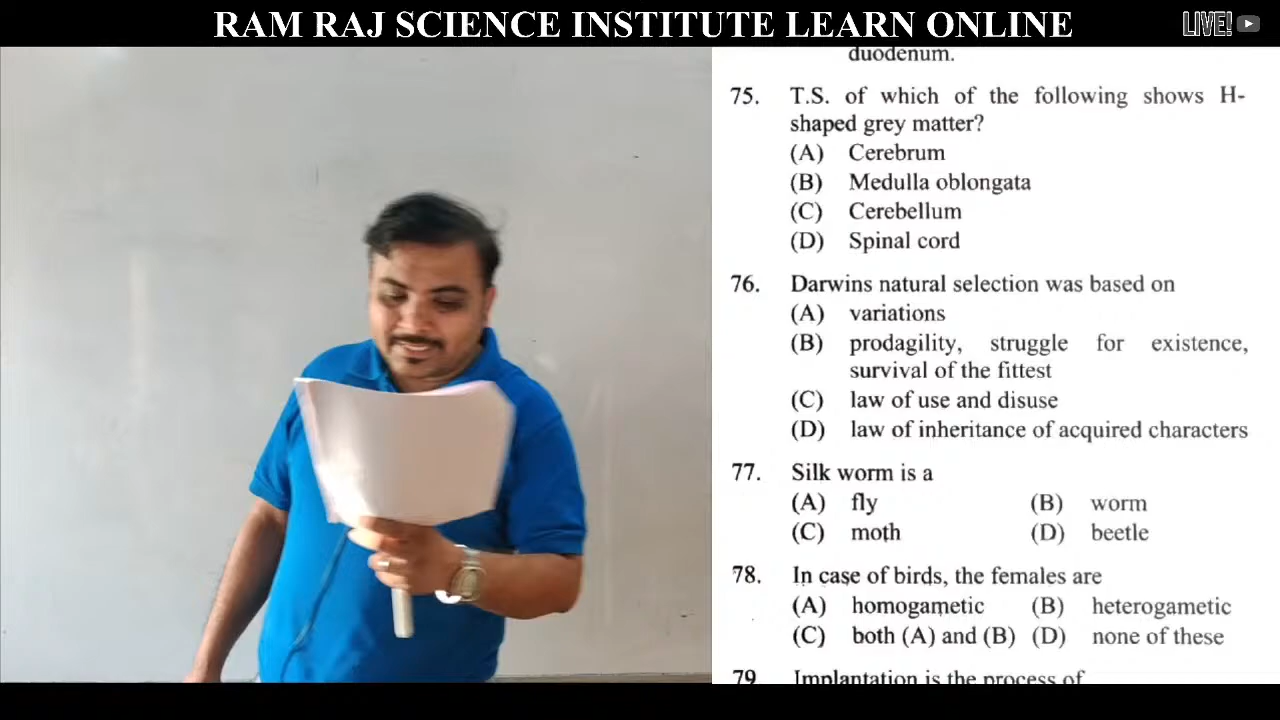 RAM RAJ SCIENCE INSTITUTE LEARN ONLINE
LIVE!
duodenum.
75. T.S. of which of the following shows H-
shaped grey matter?
(A) Cerebrum
(B) Medulla oblongata
(C) Cerebellum
(D) Spinal cord
76. Darwins natural selection was based on
(A) variations
(B) prodagility, struggle for existence,
survival of the fittest
(C) law of use and disuse
(D) law of inheritance of acquired characters
77. Silk worm is a
(A) fly (B) worm
(C) moth (D) beetle
78. In case of birds, the females are
(A) homogametic (B) heterogametic
(C) both (A) and (B) (D) none of these
79 Implantation is the process of